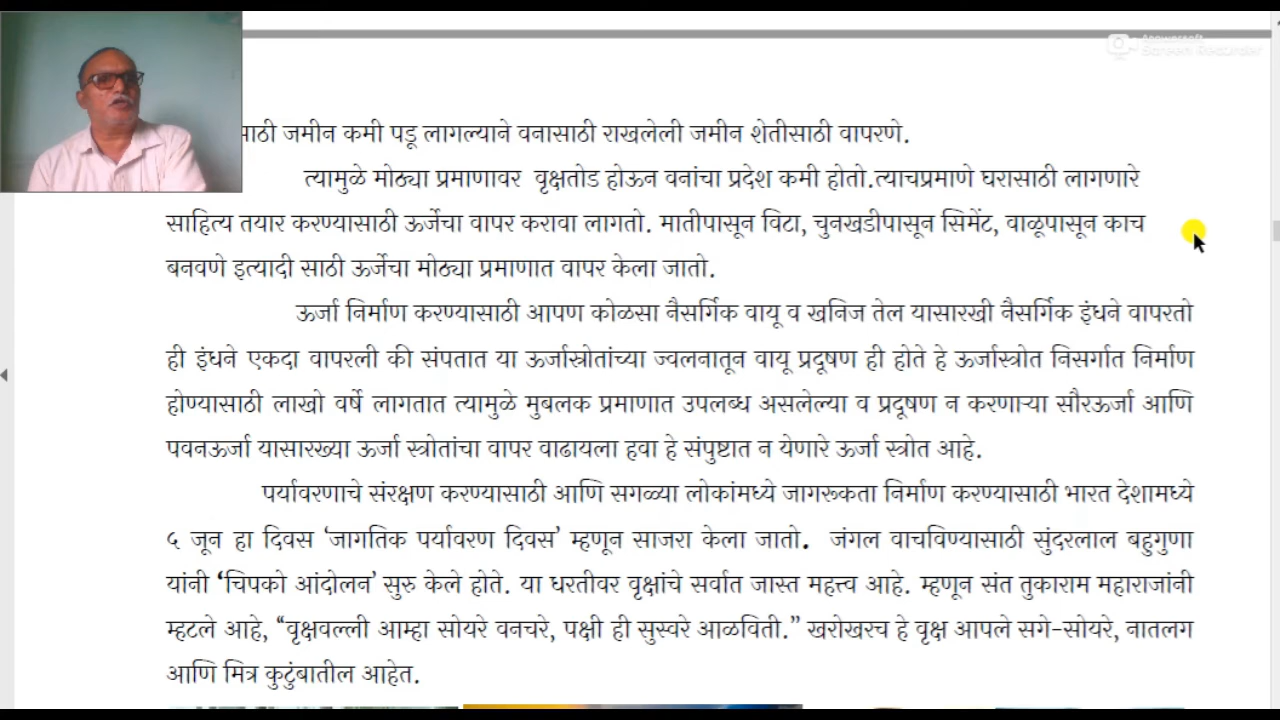 Screen Recorder
साठी जमीन कमी पडू लागल्याने वनासाठी राखलेली जमीन शेतीसाठी वापरणे.
त्यामुळे मोठ्या प्रमाणावर वृक्षतोड होऊन वनांचा प्रदेश कमी होतो.त्याचप्रमाणे घरासाठी लागणारे
साहित्य तयार करण्यासाठी ऊर्जेचा वापर करावा लागतो. मातीपासून विटा, चुनखडीपासून सिमेंट, वाळूपासून काच
बनवणे इत्यादी साठी ऊर्जेचा मोठ्या प्रमाणात वापर केला जातो.
ऊर्जा निर्माण करण्यासाठी आपण कोळसा नैसर्गिक वायू व खनिज तेल यासारखी नैसर्गिक इंधने वापरतो
ही इंधने एकदा वापरली की संपतात या ऊर्जास्रोतांच्या ज्वलनातून वायू प्रदूषण ही होते हे ऊर्जास्त्रोत निसर्गात निर्माण
होण्यासाठी लाखो वर्षे लागतात त्यामुळे मुबलक प्रमाणात उपलब्ध असलेल्या व प्रदूषण न करणाऱ्या सौरऊर्जा आणि
पवनऊर्जा यासारख्या ऊर्जा स्त्रोतांचा वापर वाढायला हवा हे संपुष्टात न येणारे ऊर्जा स्त्रोत आहे.
पर्यावरणाचे संरक्षण करण्यासाठी आणि सगळ्या लोकांमध्ये जागरूकता निर्माण करण्यासाठी भारत देशामध्ये
५ जून हा दिवस ‘जागतिक पर्यावरण दिवस’ म्हणून साजरा केला जातो. जंगल वाचविण्यासाठी सुंदरलाल बहुगुणा
यांनी ‘चिपको आंदोलन’ सुरु केले होते. या धरतीवर वृक्षांचे सर्वात जास्त महत्त्व आहे. म्हणून संत तुकाराम महाराजांनी
म्हटले आहे, “वृक्षवल्ली आम्हा सोयरे वनचरे, पक्षी ही सुस्वरे आळविती.” खरोखरच हे वृक्ष आपले सगे-सोयरे, नातलग
आणि मित्र कुटुंबातील आहेत.